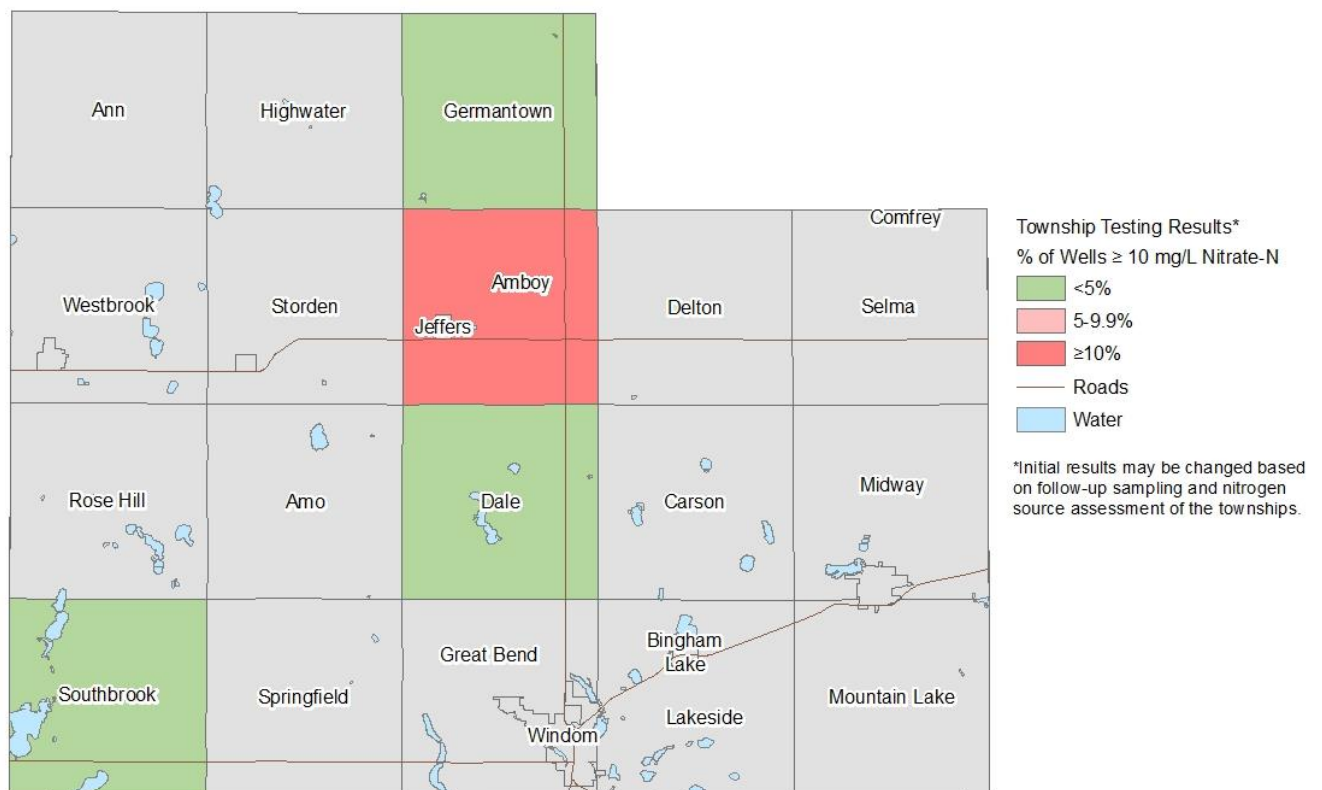 Ann
Highwater
Germantown
Comfrey
Westbrook
Storden
Amboy
Jeffers
Delton
Selma
Rose Hill
Amo
Dale
Carson
Midway
Southbrook
Springfield
Great Bend
Windom
Bingham
Lake
Lakeside
Mountain Lake
Township Testing Results*
% of Wells ≥ 10 mg/L Nitrate-N
<5%
5-9.9%
≥10%
Roads
Water
*Initial results may be changed based
on follow-up sampling and nitrogen
source assessment of the townships.